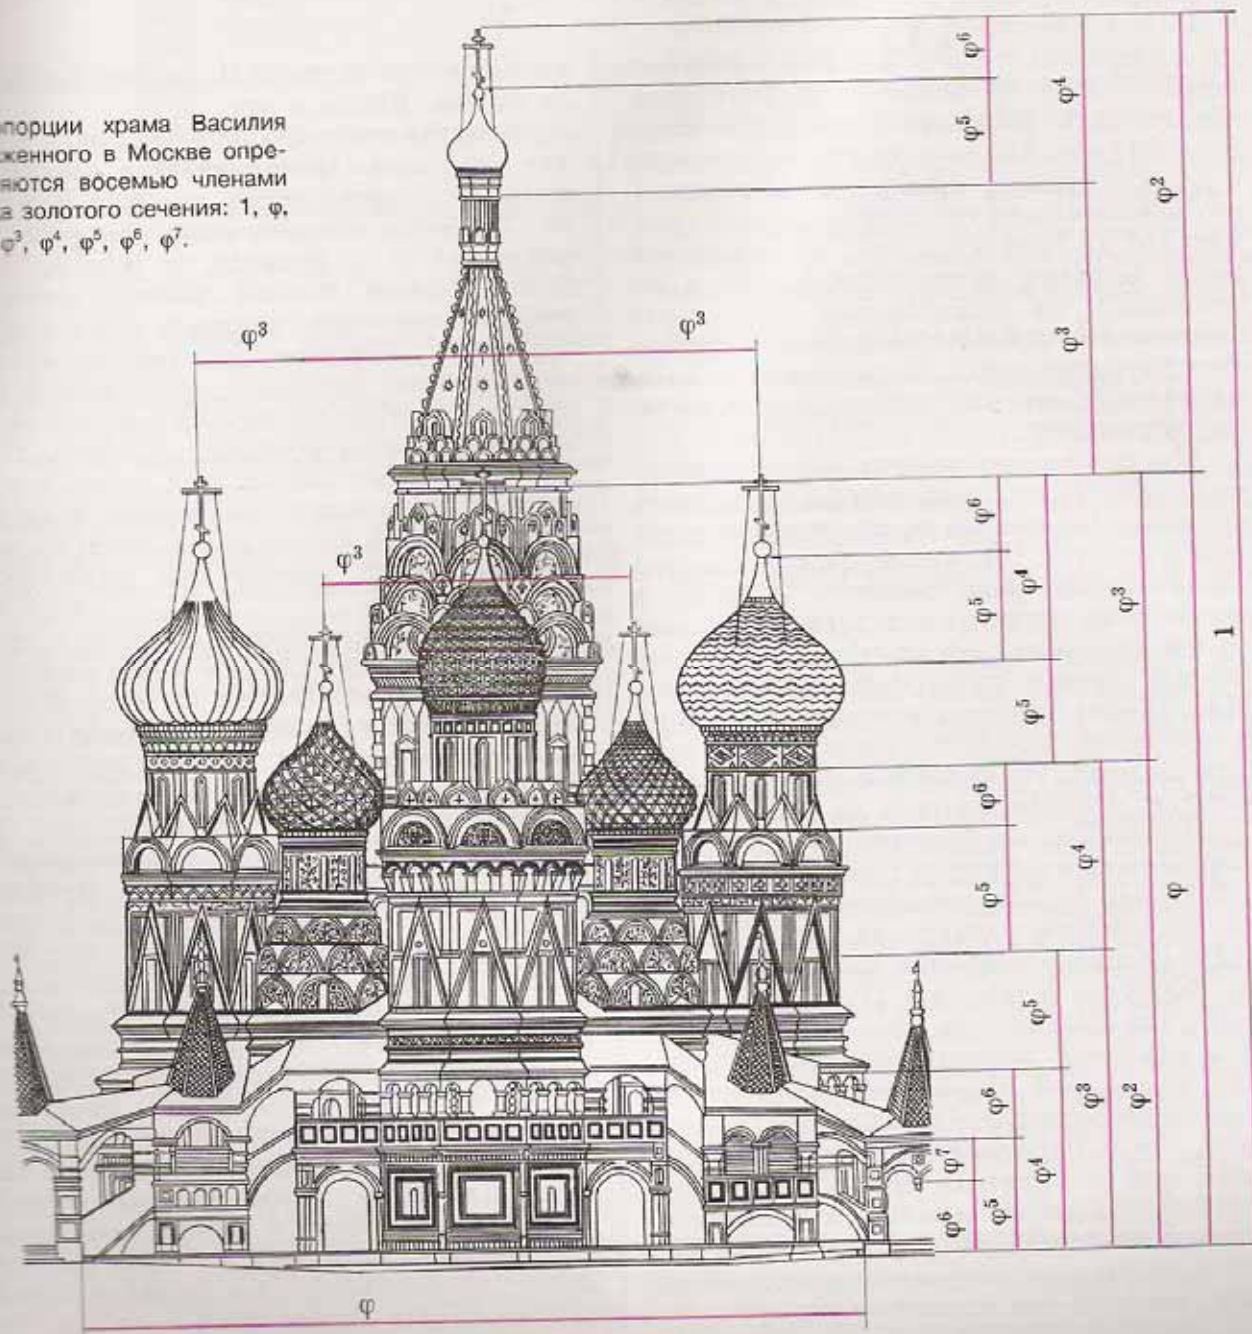 порции храма Василия
женного в Москве опре-
яются восемью членами
а золотого сечения: 1, φ,
φ³, φ⁴, φ⁵, φ⁶, φ⁷.
φ⁶
φ⁵
φ⁴
φ³
φ²
φ³
φ³
φ³
φ⁶
φ⁵
φ⁴
φ⁵
φ³
1
φ⁶
φ⁵
φ⁴
φ
φ⁵
φ⁶
φ³
φ²
φ⁷
φ⁴
φ⁶
φ⁵
φ